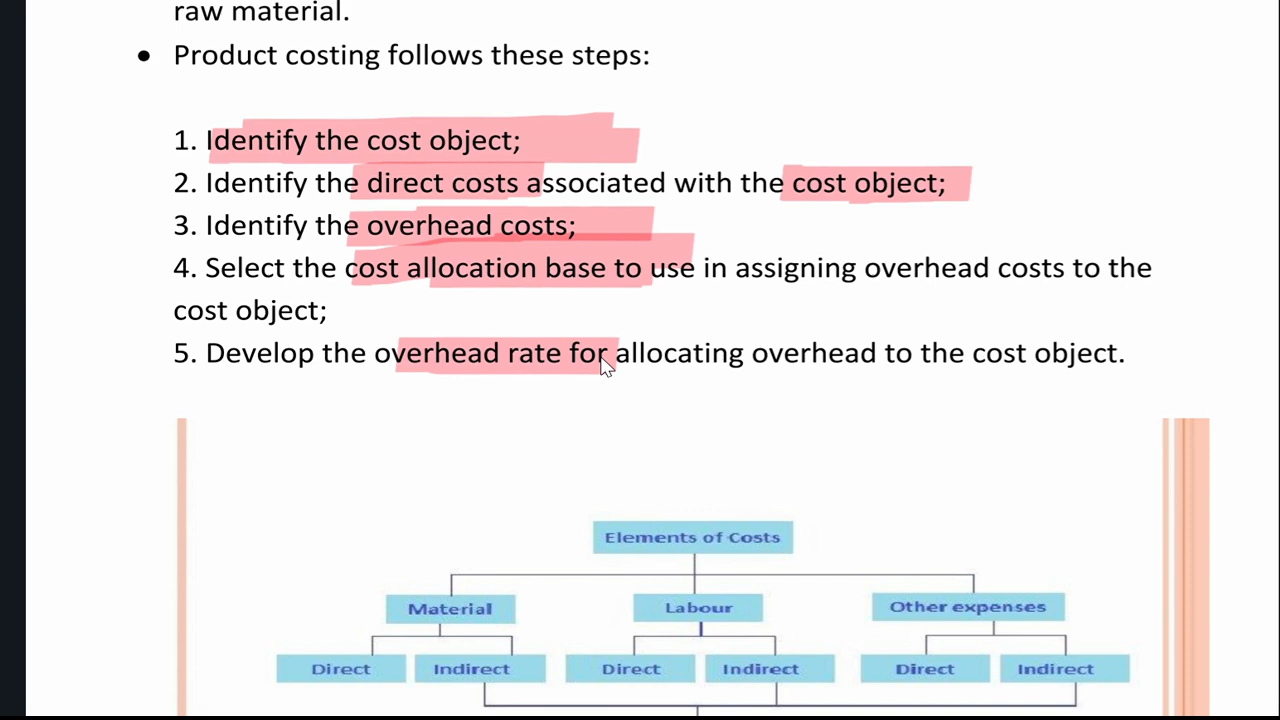 raw material.
• Product costing follows these steps:
1. Identify the cost object;
2. Identify the direct costs associated with the cost object;
3. Identify the overhead costs;
4. Select the cost allocation base to use in assigning overhead costs to the
cost object;
5. Develop the overhead rate for allocating overhead to the cost object.
Elements of Costs
Material Labour Other expenses
Direct Indirect Direct Indirect Direct Indirect